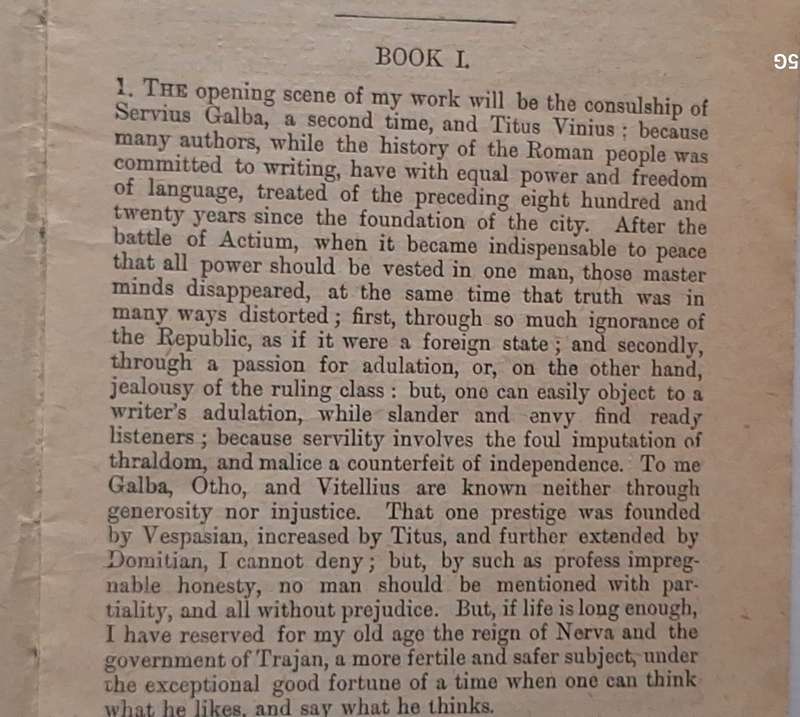 BOOK I.
1. THE opening scene of my work will be the consulship of
Servius Galba, a second time, and Titus Vinius ; because
many authors, while the history of the Roman people was
committed to writing, have with equal power and freedom
of language, treated of the preceding eight hundred and
twenty years since the foundation of the city. After the
battle of Actium, when it became indispensable to peace
that all power should be vested in one man, those master
minds disappeared, at the same time that truth was in
many ways distorted ; first, through so much ignorance of
the Republic, as if it were a foreign state ; and secondly,
through a passion for adulation, or, on the other hand,
jealousy of the ruling class : but, one can easily object to a
writer's adulation, while slander and envy find ready
listeners ; because servility involves the foul imputation of
thraldom, and malice a counterfeit of independence. To me
Galba, Otho, and Vitellius are known neither through
generosity nor injustice. That one prestige was founded
by Vespasian, increased by Titus, and further extended by
Domitian, I cannot deny ; but, by such as profess impreg-
nable honesty, no man should be mentioned with par-
tiality, and all without prejudice. But, if life is long enough,
I have reserved for my old age the reign of Nerva and the
government of Trajan, a more fertile and safer subject, under
the exceptional good fortune of a time when one can think
what he likes, and say what he thinks.
5G